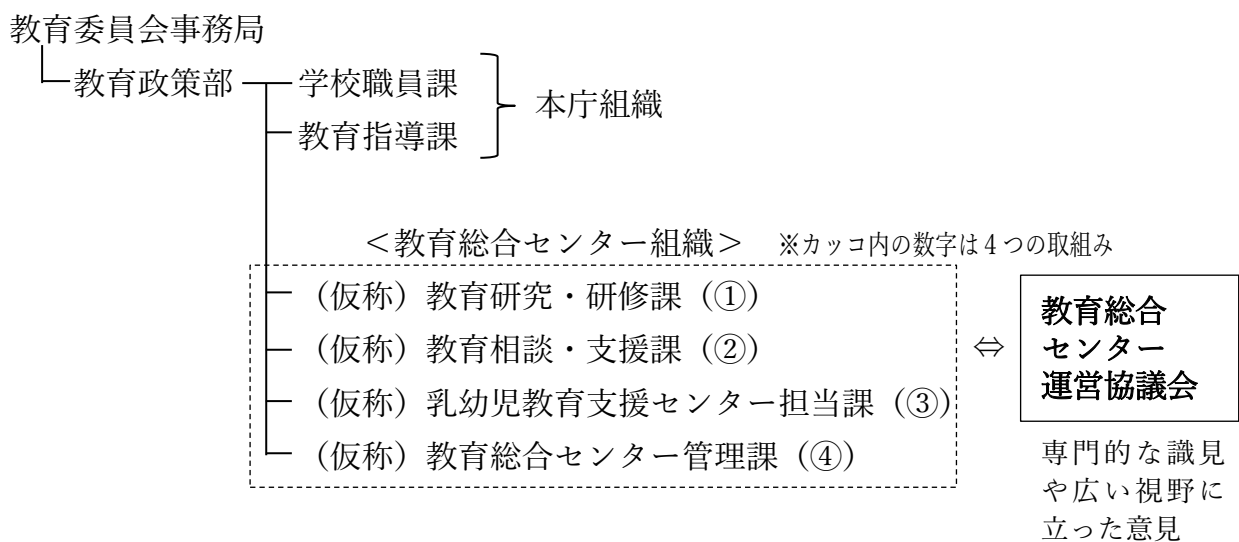 教育委員会事務局
教育政策部
学校職員課
教育指導課
本庁組織
＜教育総合センター組織＞ ※カッコ内の数字は4つの取組み
（仮称）教育研究・研修課（①）
（仮称）教育相談・支援課（②）
（仮称）乳幼児教育支援センター担当課（③）
（仮称）教育総合センター管理課（④）
⇔
教育総合
センター
運営協議会
専門的な識見
や広い視野に
立った意見